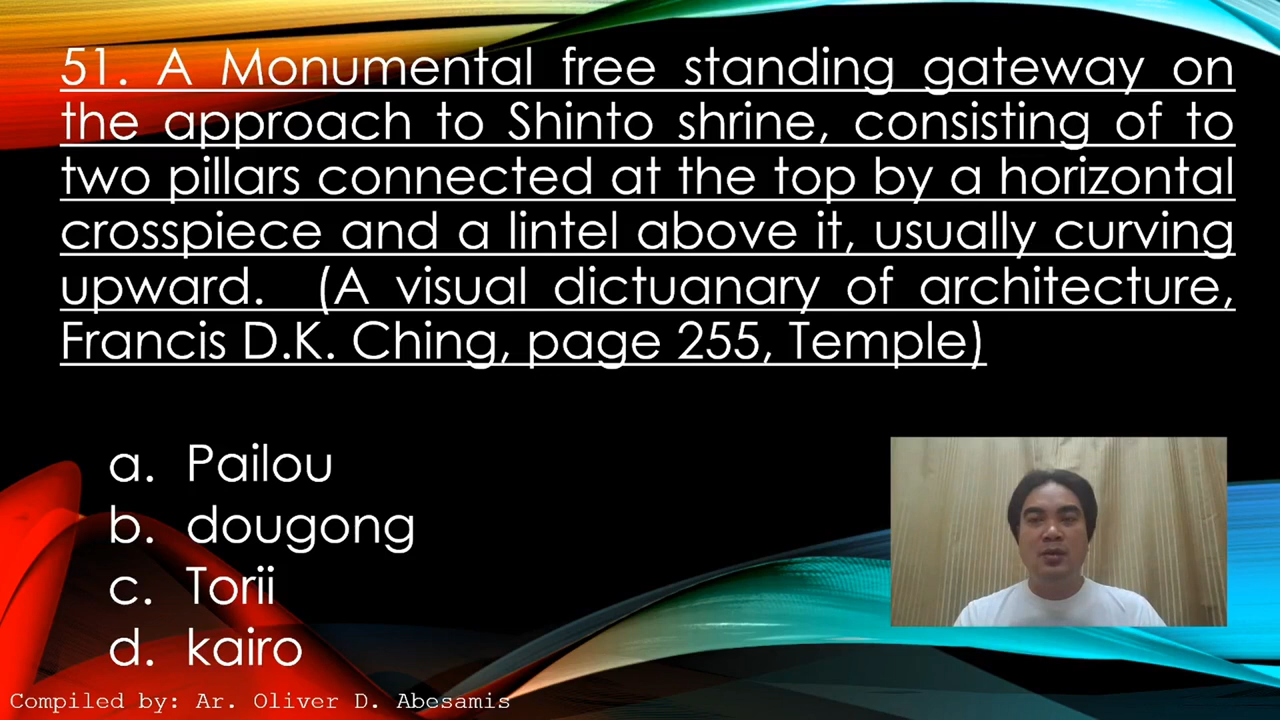 51. A Monumental free standing gateway on
the approach to Shinto shrine, consisting of to
two pillars connected at the top by a horizontal
crosspiece and a lintel above it, usually curving
upward. (A visual dictuanary of architecture,
Francis D.K. Ching, page 255, Temple)
a. Pailou
b. dougong
c. Torii
d. kairo
Compiled by: Ar. Oliver D. Abesamis